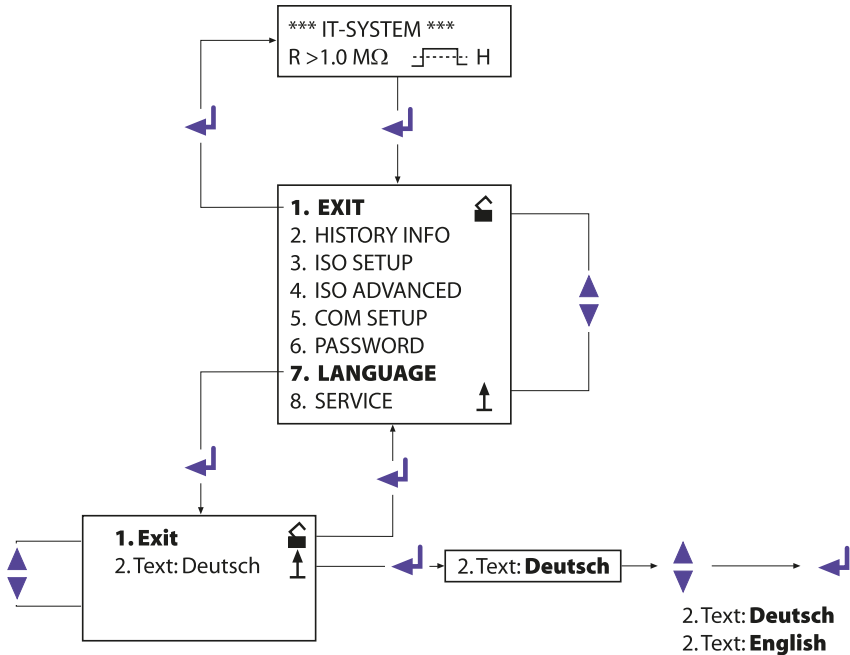 *** IT-SYSTEM ***
R >1.0 MΩ H
1. EXIT
2. HISTORY INFO
3. ISO SETUP
4. ISO ADVANCED
5. COM SETUP
6. PASSWORD
7. LANGUAGE
8. SERVICE
1. Exit
2. Text: Deutsch
2. Text: Deutsch
2. Text: Deutsch
2. Text: English